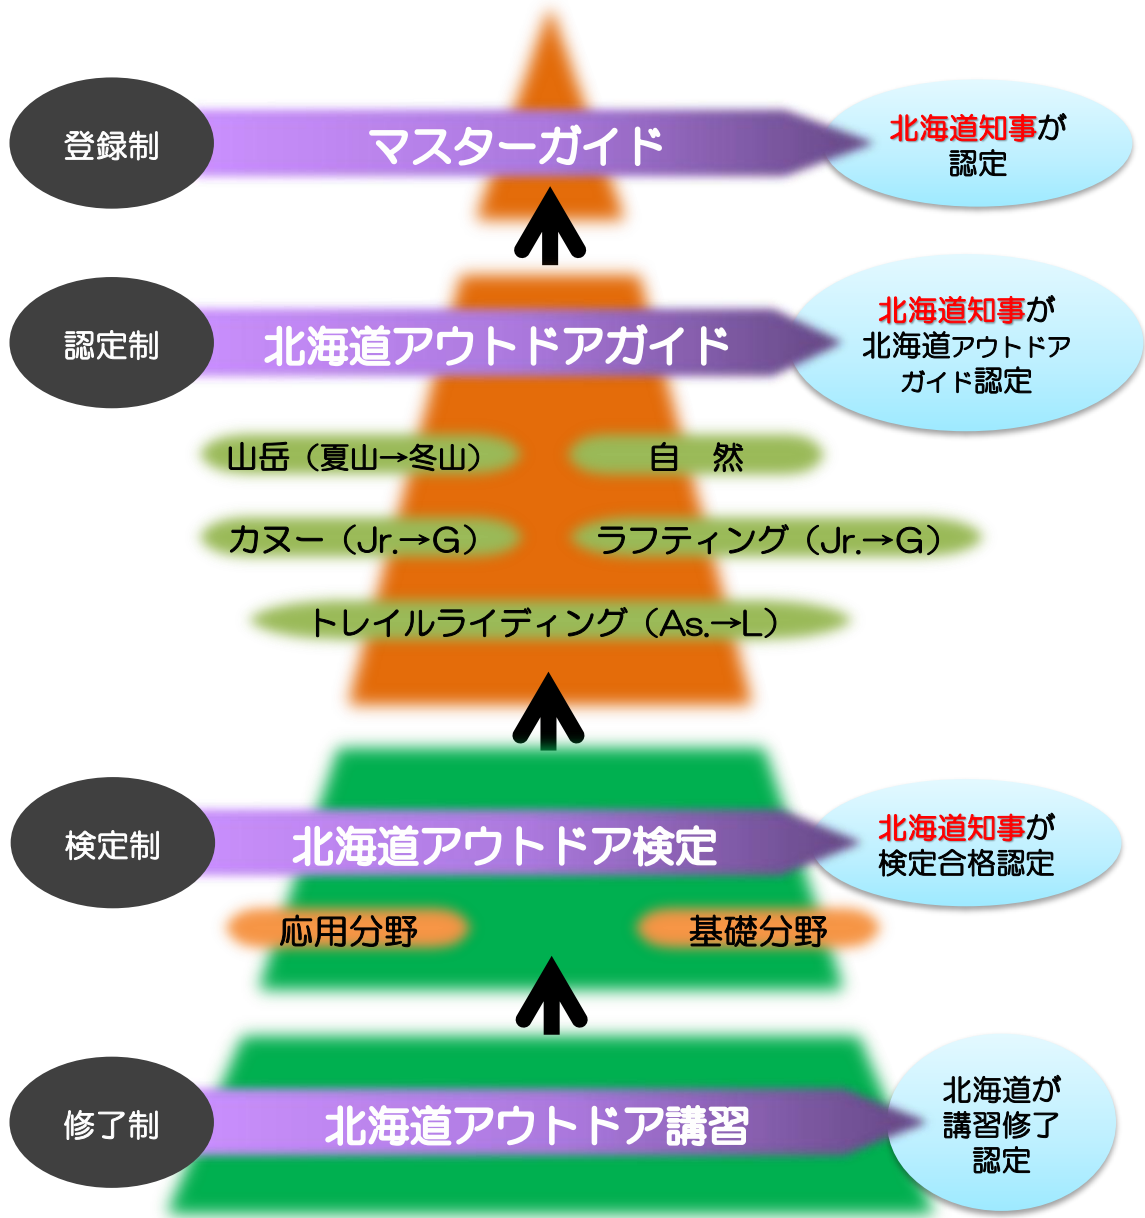 登録制
マスターガイド
北海道知事が
認定
認定制
北海道アウトドアガイド
北海道知事が
北海道アウトドア
ガイド認定
山岳（夏山→冬山）
自　然
カヌー（Jr.→G）
ラフティング（Jr.→G）
トレイルライディング（As.→L）
検定制
北海道アウトドア検定
北海道知事が
検定合格認定
応用分野
基礎分野
修了制
北海道アウトドア講習
北海道が
講習修了
認定